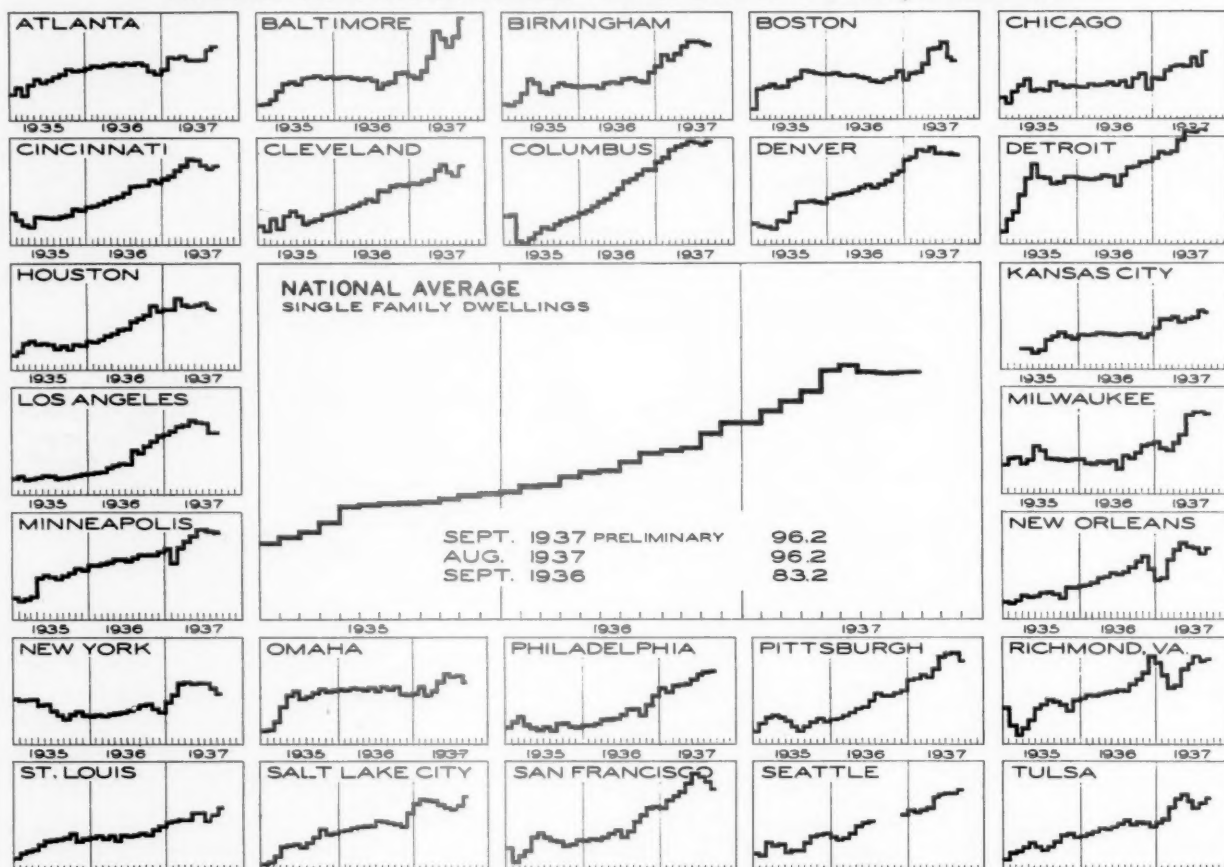 ATLANTA BALTIMORE BIRMINGHAM BOSTON CHICAGO
1935 1936 1937 1935 1936 1937 1935 1936 1937 1935 1936 1937 1935 1936 1937
CINCINNATI CLEVELAND COLUMBUS DENVER DETROIT
1935 1936 1937 1935 1936 1937 1935 1936 1937 1935 1936 1937 1935 1936 1937
HOUSTON
1935 1936 1937
NATIONAL AVERAGE
SINGLE FAMILY DWELLINGS
KANSAS CITY
1935 1936 1937
LOS ANGELES
1935 1936 1937
MILWAUKEE
1935 1936 1937
MINNEAPOLIS
1935 1936 1937
SEPT. 1937 PRELIMINARY 96.2
AUG. 1937 96.2
SEPT. 1936 83.2
1935 1936 1937
NEW ORLEANS
1935 1936 1937
NEW YORK OMAHA PHILADELPHIA PITTSBURGH RICHMOND, VA.
1935 1936 1937 1935 1936 1937 1935 1936 1937 1935 1936 1937 1935 1936 1937
ST. LOUIS SALT LAKE CITY SAN FRANCISCO SEATTLE TULSA